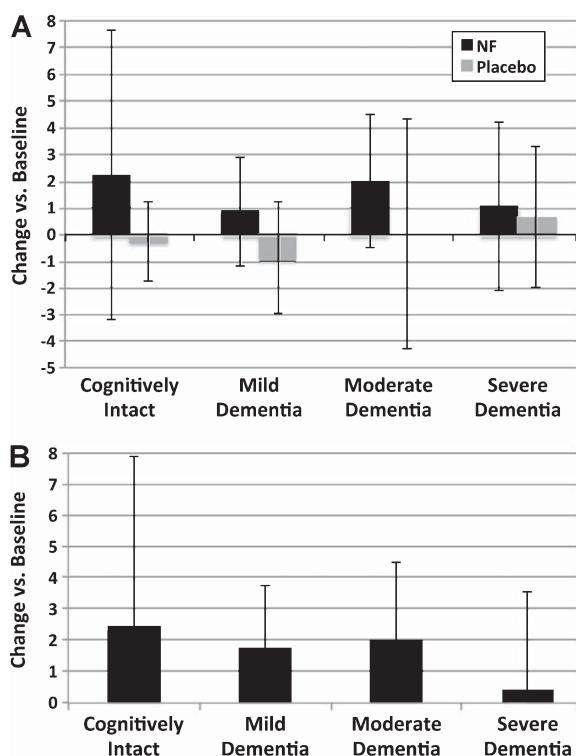 A
8
7
6
5
4
3
2
1
0
-1
-2
-3
-4
-5
Change vs. Baseline
NF
Placebo
Cognitively
Intact
Mild
Dementia
Moderate
Dementia
Severe
Dementia
B
8
7
6
5
4
3
2
1
0
Change vs. Baseline
Cognitively
Intact
Mild
Dementia
Moderate
Dementia
Severe
Dementia